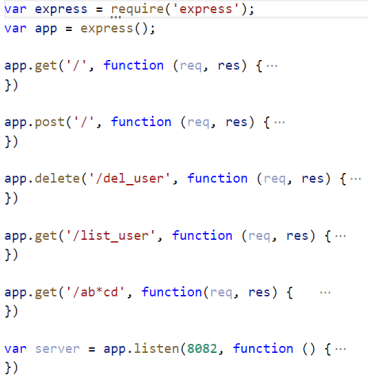 var express = require('express');
var app = express();
app.get('/', function (req, res) {···
})
app.post('/', function (req, res) {···
})
app.delete('/del_user', function (req, res) {···
})
app.get('/list_user', function (req, res) {···
})
app.get('/ab*cd', function(req, res) {   ···
})
var server = app.listen(8082, function () {···
})